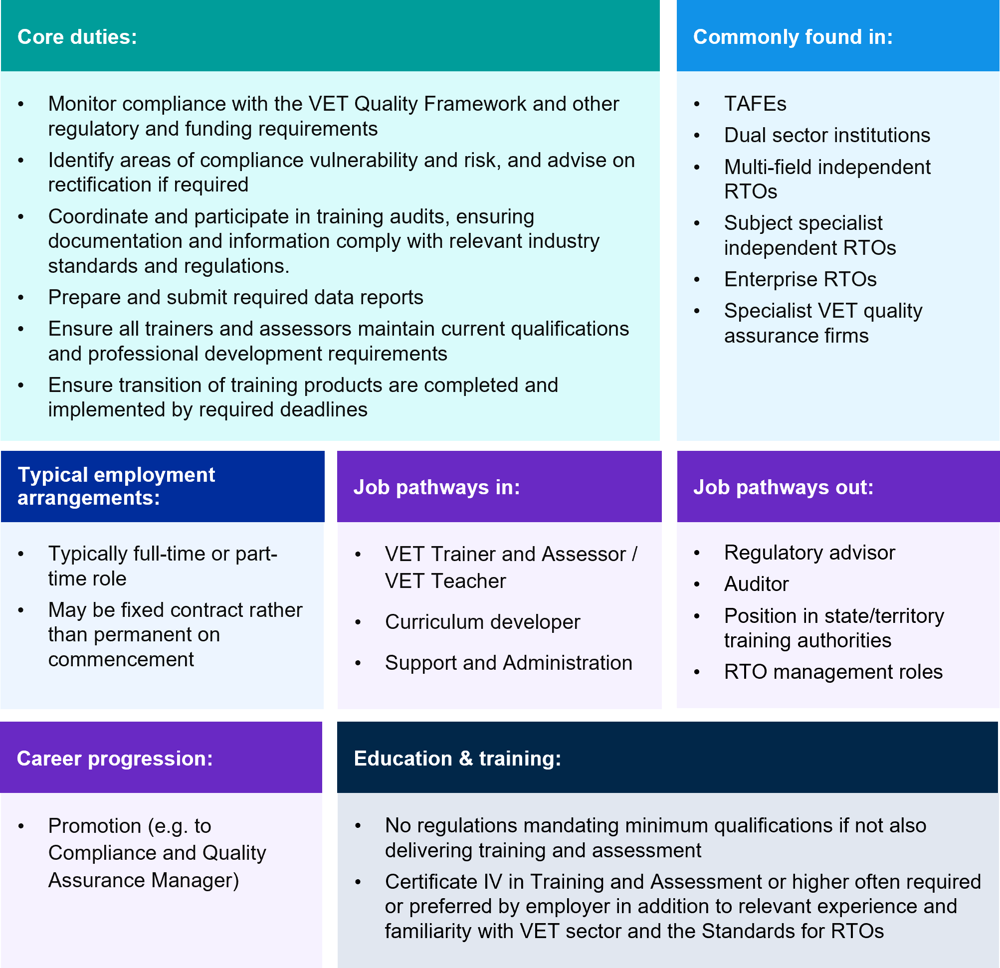 Core duties:
• Monitor compliance with the VET Quality Framework and other
regulatory and funding requirements
• Identify areas of compliance vulnerability and risk, and advise on
rectification if required
• Coordinate and participate in training audits, ensuring
documentation and information comply with relevant industry
standards and regulations.
• Prepare and submit required data reports
• Ensure all trainers and assessors maintain current qualifications
and professional development requirements
• Ensure transition of training products are completed and
implemented by required deadlines
Commonly found in:
• TAFEs
• Dual sector institutions
• Multi-field independent
RTOs
• Subject specialist
independent RTOs
• Enterprise RTOs
• Specialist VET quality
assurance firms
Typical employment
arrangements:
• Typically full-time or part-
time role
• May be fixed contract rather
than permanent on
commencement
Job pathways in:
• VET Trainer and Assessor /
VET Teacher
• Curriculum developer
• Support and Administration
Job pathways out:
• Regulatory advisor
• Auditor
• Position in state/territory
training authorities
• RTO management roles
Career progression:
• Promotion (e.g. to
Compliance and Quality
Assurance Manager)
Education & training:
• No regulations mandating minimum qualifications if not also
delivering training and assessment
• Certificate IV in Training and Assessment or higher often required
or preferred by employer in addition to relevant experience and
familiarity with VET sector and the Standards for RTOs